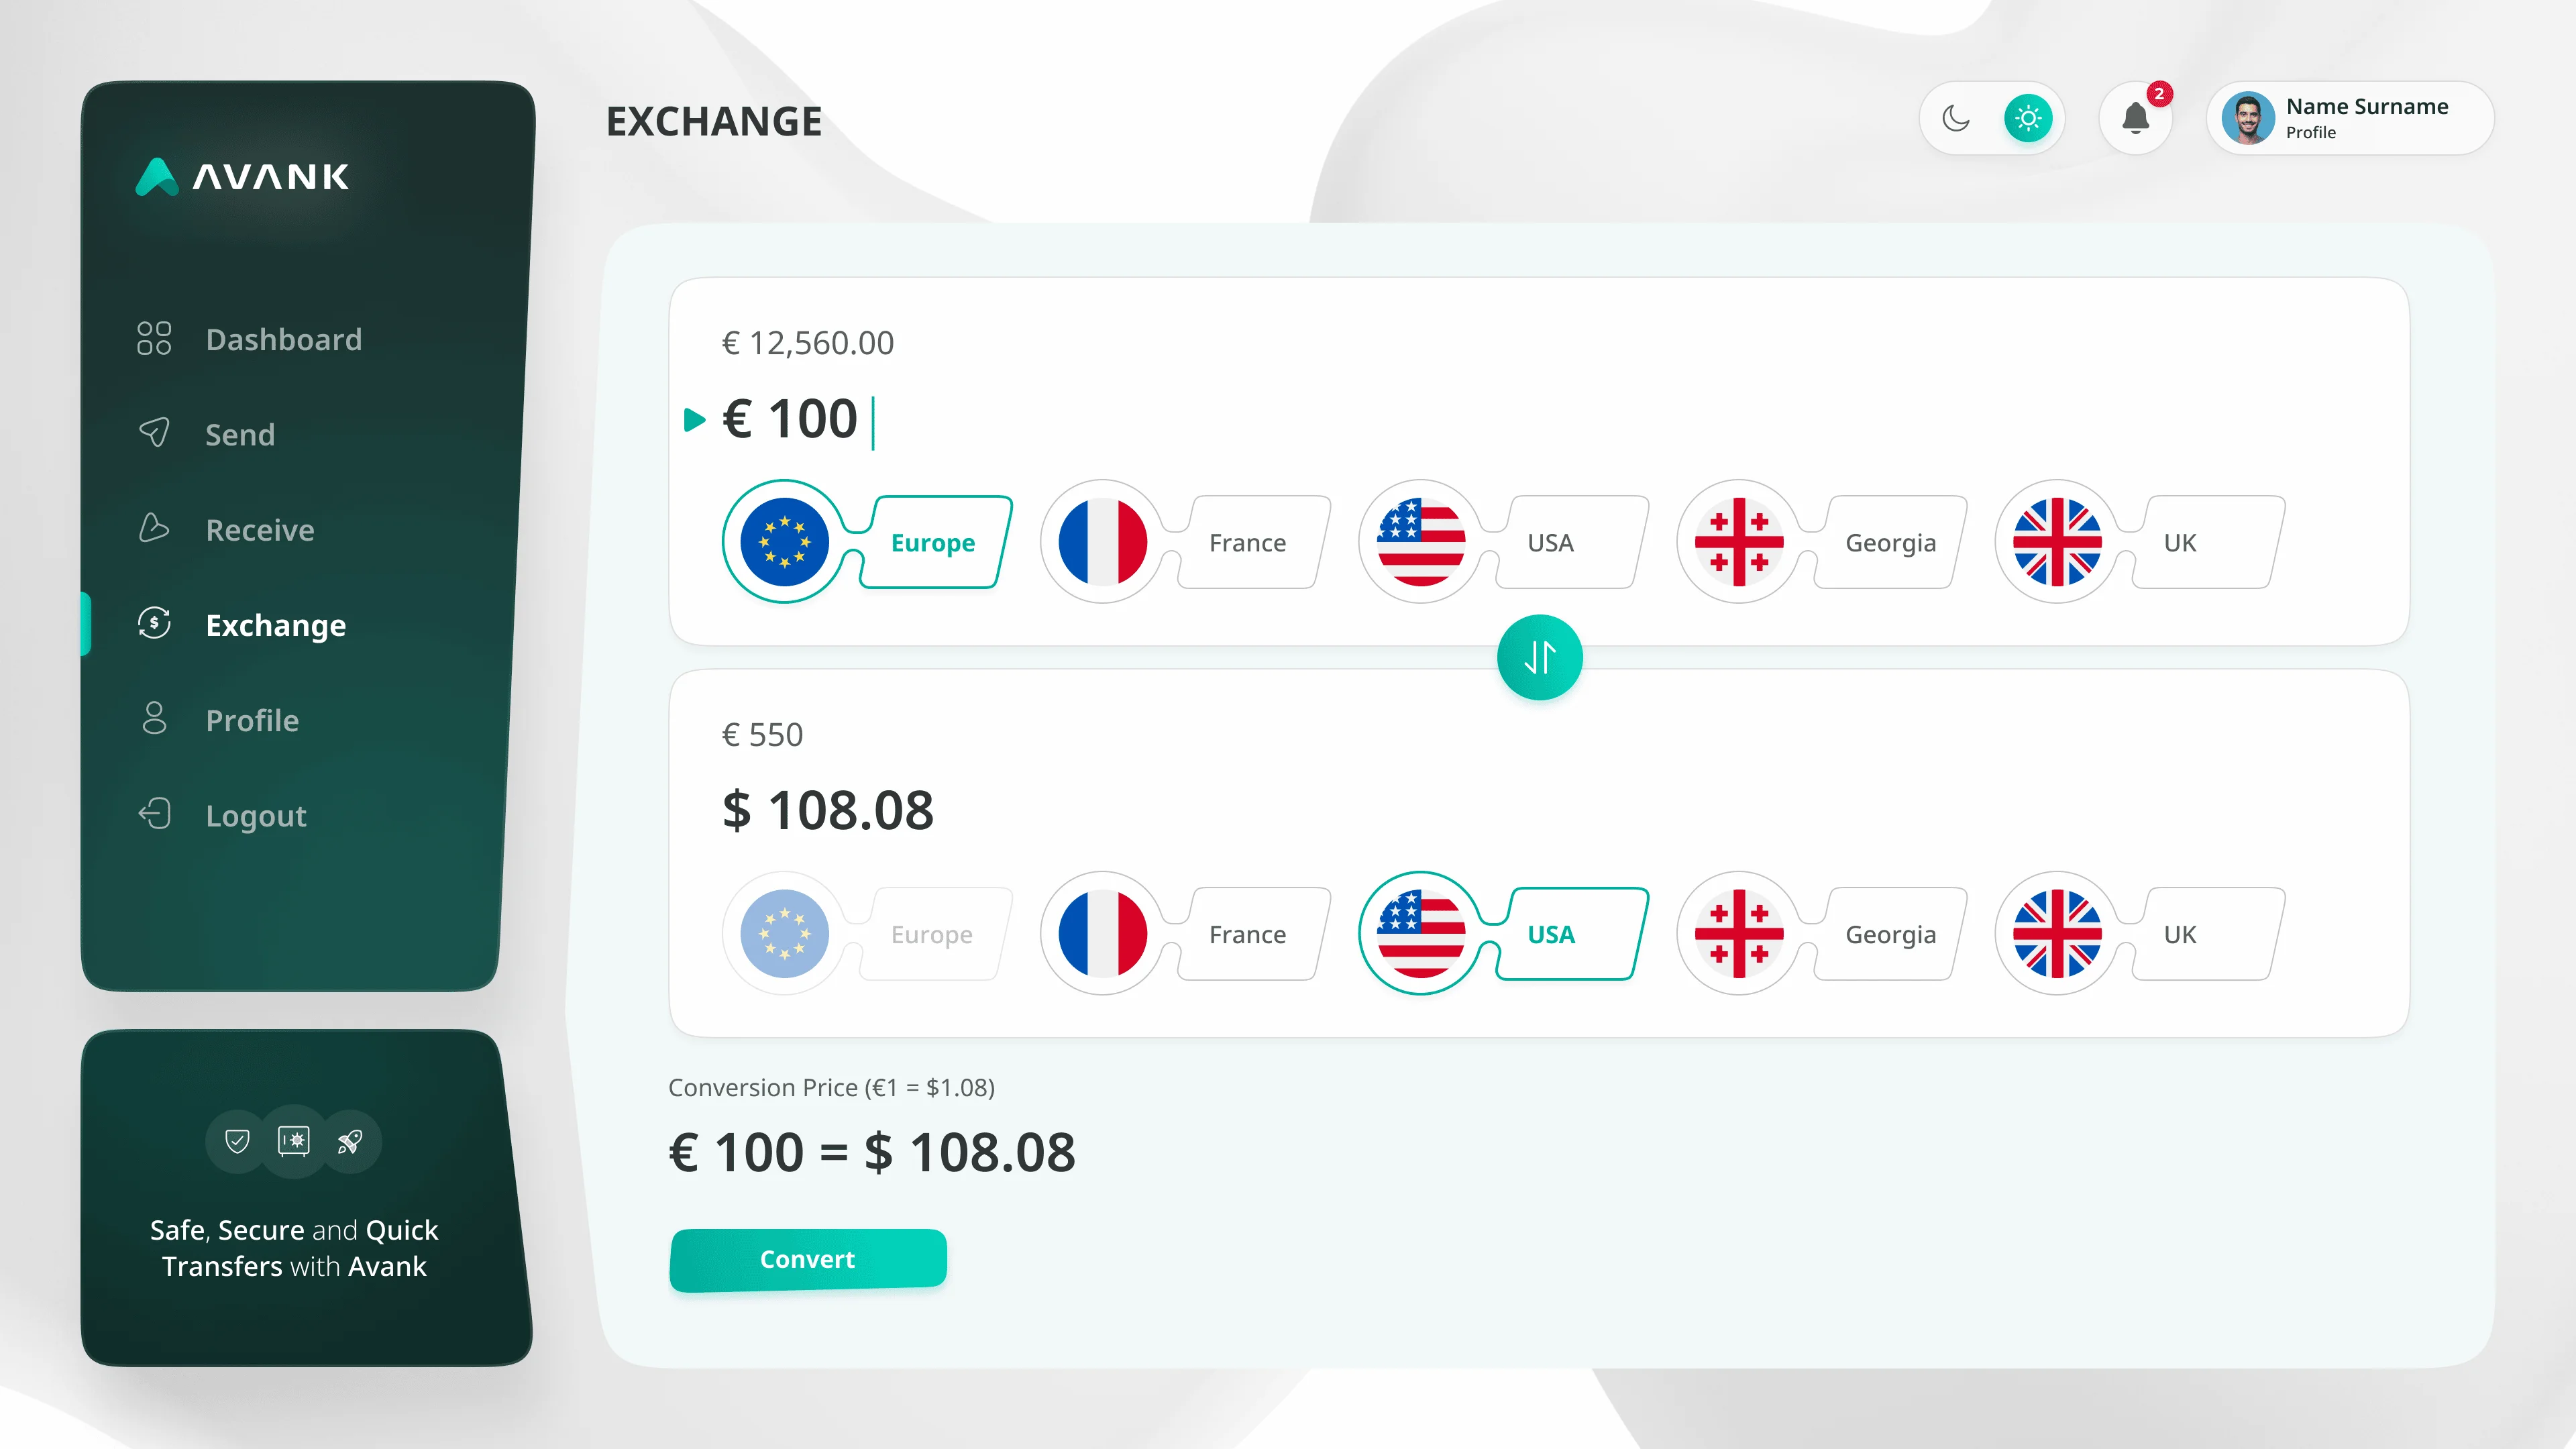 AVANK
Dashboard
Send
Receive
Exchange
Profile
Logout
Safe, Secure and Quick
Transfers with Avank
EXCHANGE
2
Name Surname
Profile
€ 12,560.00
€ 100
Europe
France
USA
Georgia
UK
€ 550
$ 108.08
Europe
France
USA
Georgia
UK
Conversion Price (€1 = $1.08)
€ 100 = $ 108.08
Convert